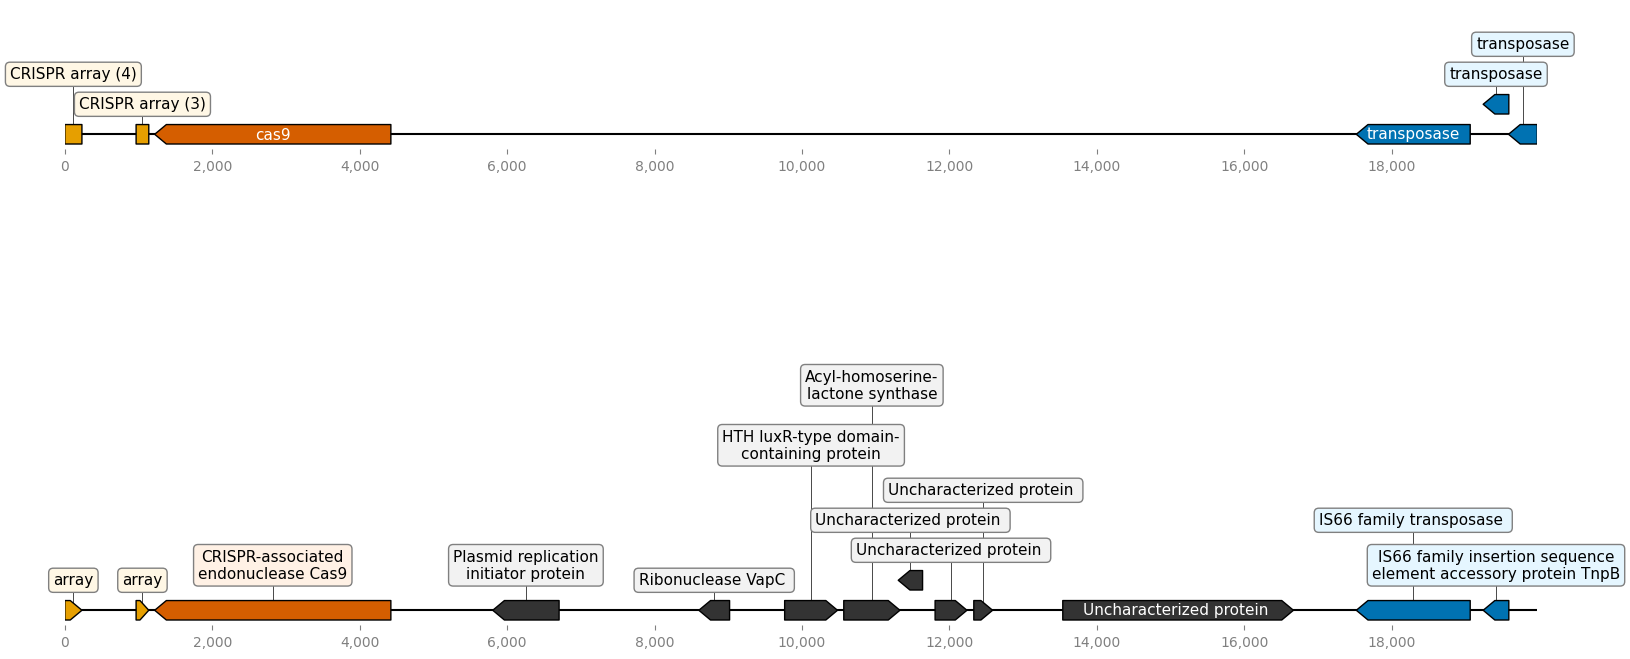 transposase
CRISPR array (4)
transposase
CRISPR array (3)
cas9
transposase
0
2,000
4,000
6,000
8,000
10,000
12,000
14,000
16,000
18,000
Acyl-homoserine-
lactone synthase
HTH luxR-type domain-
containing protein
Uncharacterized protein
Uncharacterized protein
IS66 family transposase
Uncharacterized protein
array
array
CRISPR-associated
endonuclease Cas9
Plasmid replication
initiator protein
Ribonuclease VapC
IS66 family insertion sequence
element accessory protein TnpB
Uncharacterized protein
0
2,000
4,000
6,000
8,000
10,000
12,000
14,000
16,000
18,000